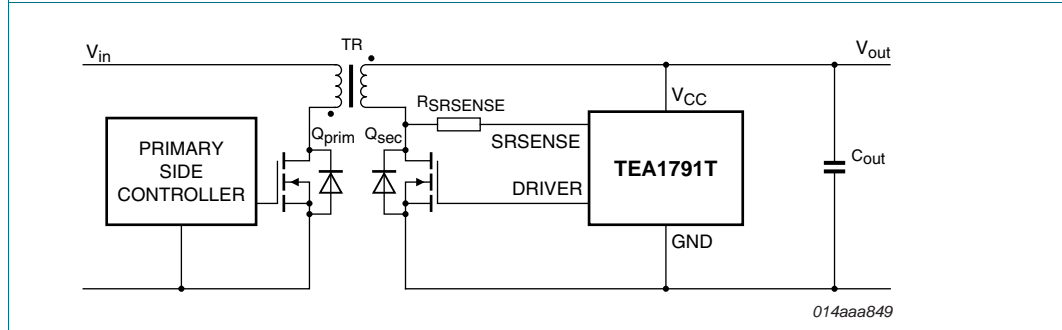 TR
V_in
V_out
R_SRSENSE
V_CC
SRSENSE
Q_prim
Q_sec
PRIMARY
SIDE
CONTROLLER
TEA1791T
C_out
DRIVER
GND
014aaa849